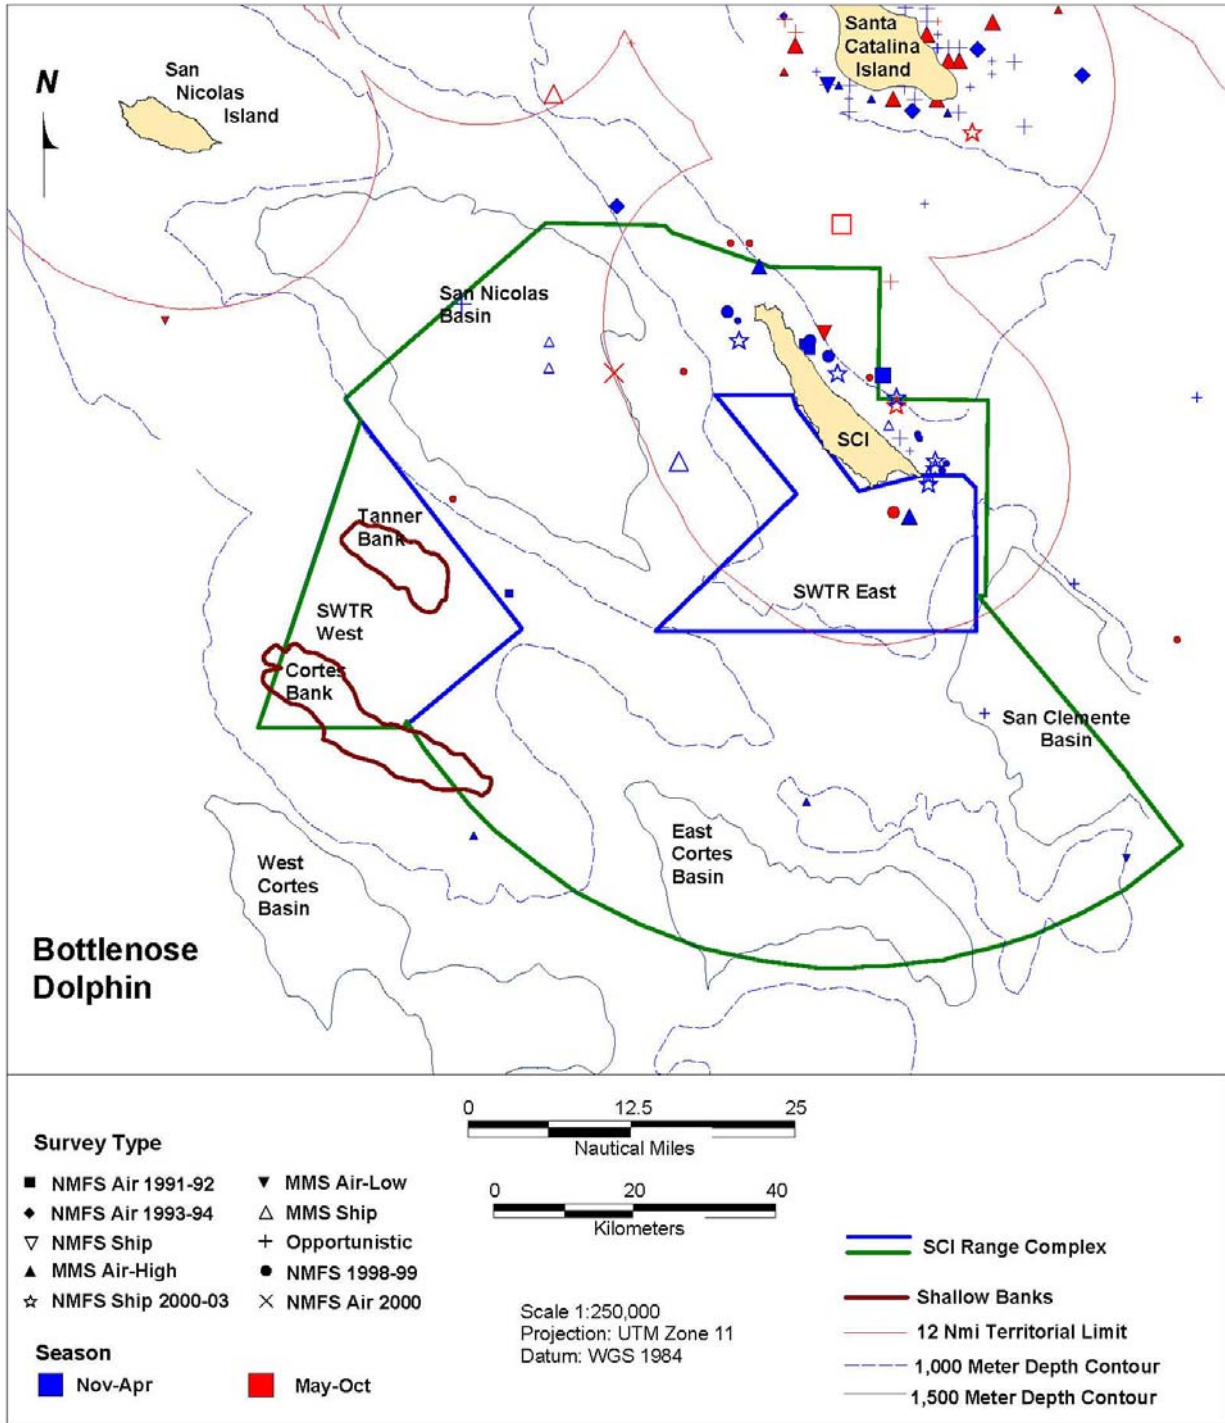 Santa
Catalina
Island
San
Nicolas
Island
N
San Nicolas
Basin
SCI
Tanner
Bank
SWTR East
SWTR
West
Cortes
Bank
San Clemente
Basin
East
Cortes
Basin
West
Cortes
Basin
Bottlenose
Dolphin
0 12.5 25
Nautical Miles
0 20 40
Kilometers
Survey Type
NMFS Air 1991-92
NMFS Air 1993-94
NMFS Ship
MMS Air-High
NMFS Ship 2000-03
MMS Air-Low
MMS Ship
Opportunistic
NMFS 1998-99
NMFS Air 2000
Season
Nov-Apr
May-Oct
Scale 1:250,000
Projection: UTM Zone 11
Datum: WGS 1984
SCI Range Complex
Shallow Banks
12 Nmi Territorial Limit
1,000 Meter Depth Contour
1,500 Meter Depth Contour